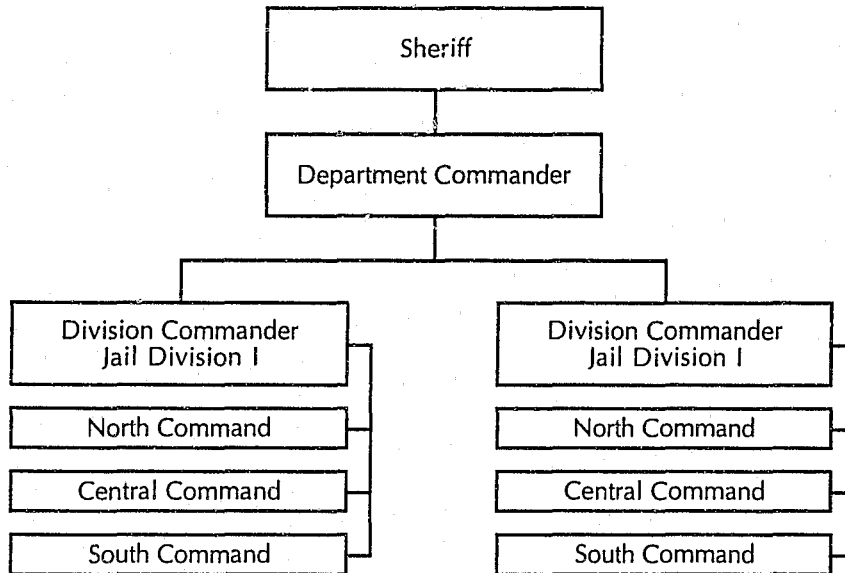 Sheriff
Department Commander
Division Commander
Jail Division I
North Command
Central Command
South Command
Division Commander
Jail Division I
North Command
Central Command
South Command